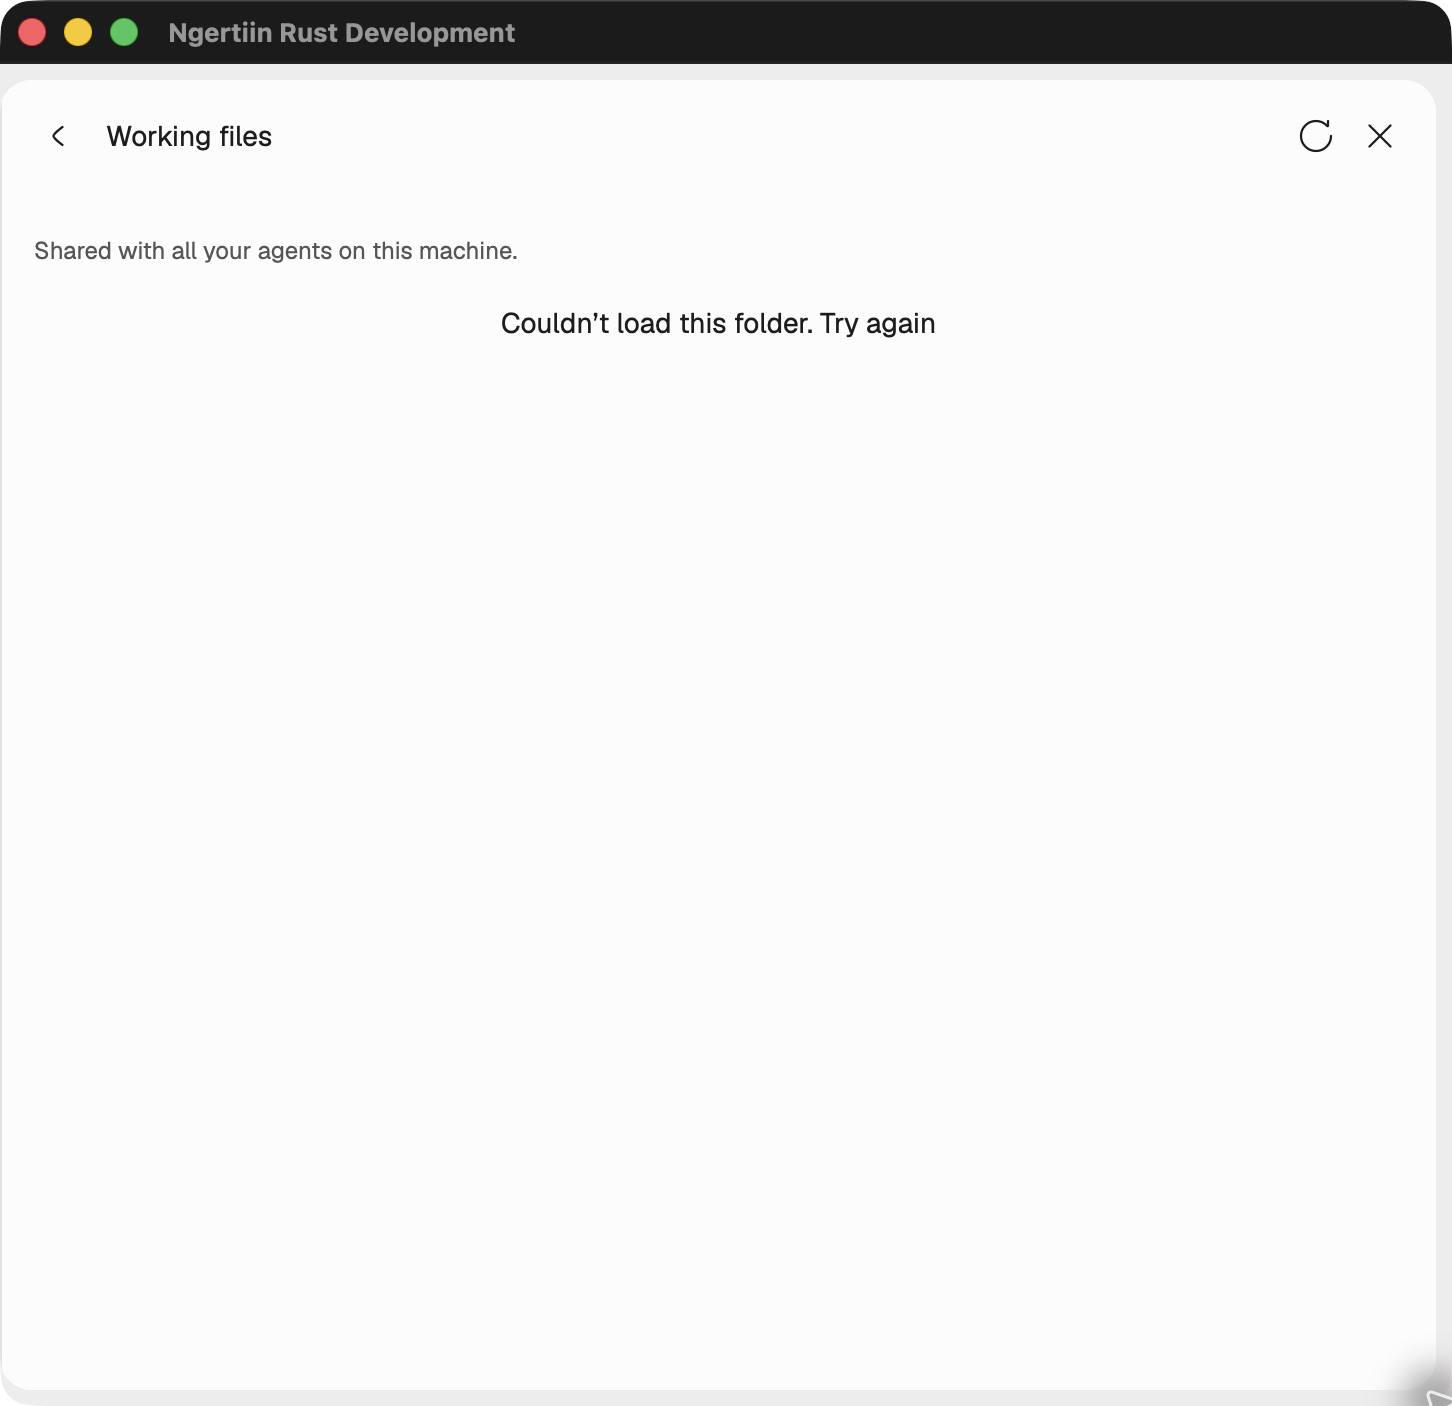 Ngertiin Rust Development
Working files
Shared with all your agents on this machine.
Couldn’t load this folder. Try again